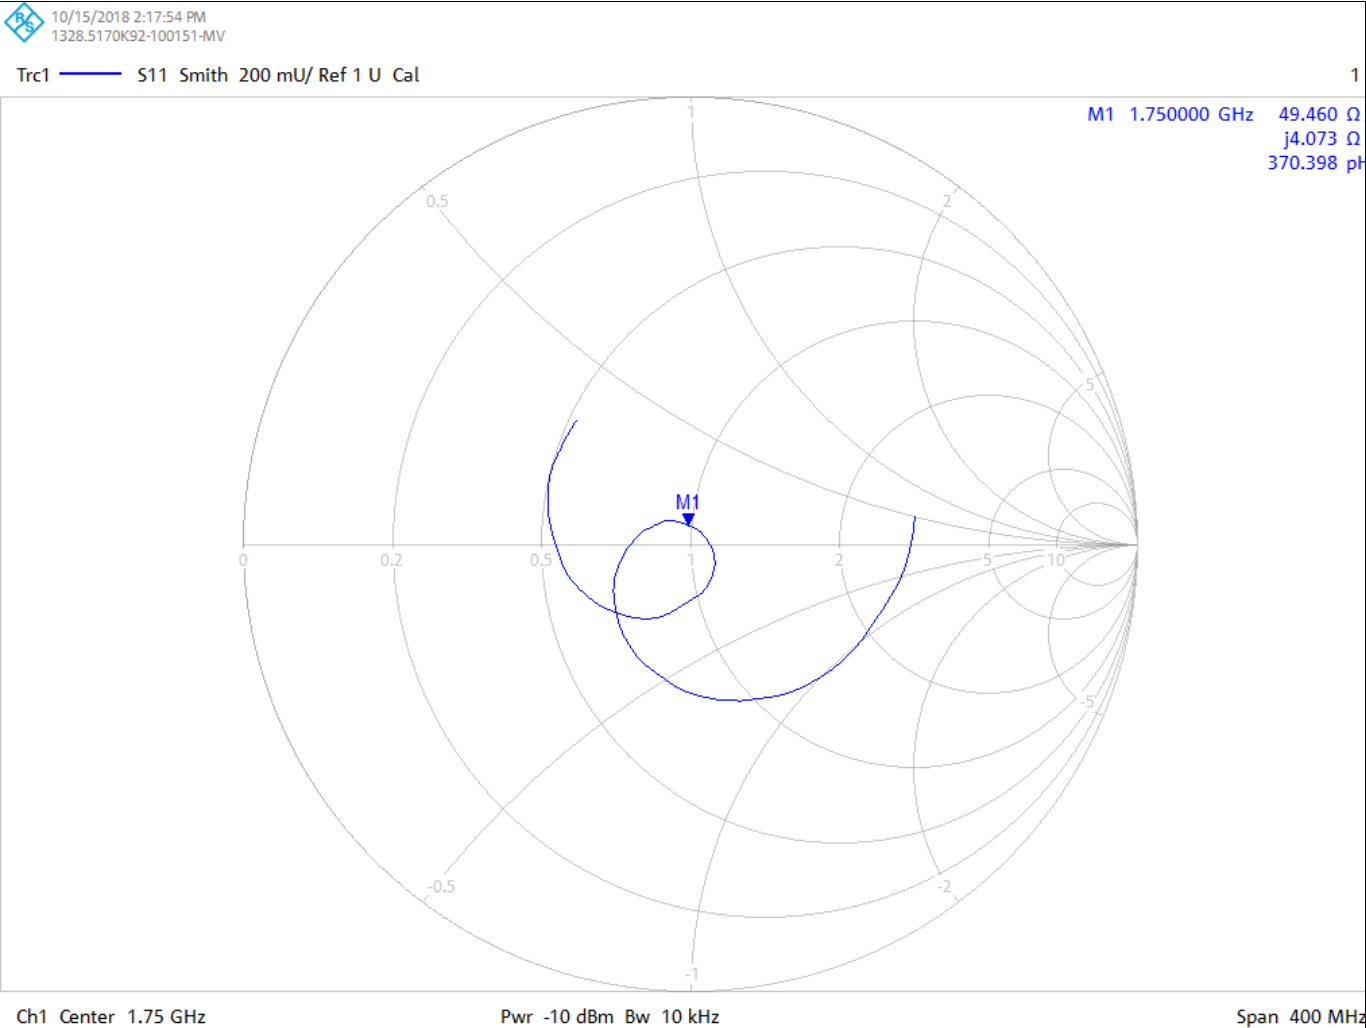 R&S
10/15/2018 2:17:54 PM
1328.5170K92-100151-MV
Trc1 S11 Smith 200 mU/ Ref 1 U Cal
1
M1 1.750000 GHz 49.460 Ω
j4.073 Ω
370.398 pH
1
0.5
2
5
M1
0 0.2 0.5 1 2 5 10
-5
-0.5
-2
-1
Ch1 Center 1.75 GHz Pwr -10 dBm Bw 10 kHz Span 400 MHz